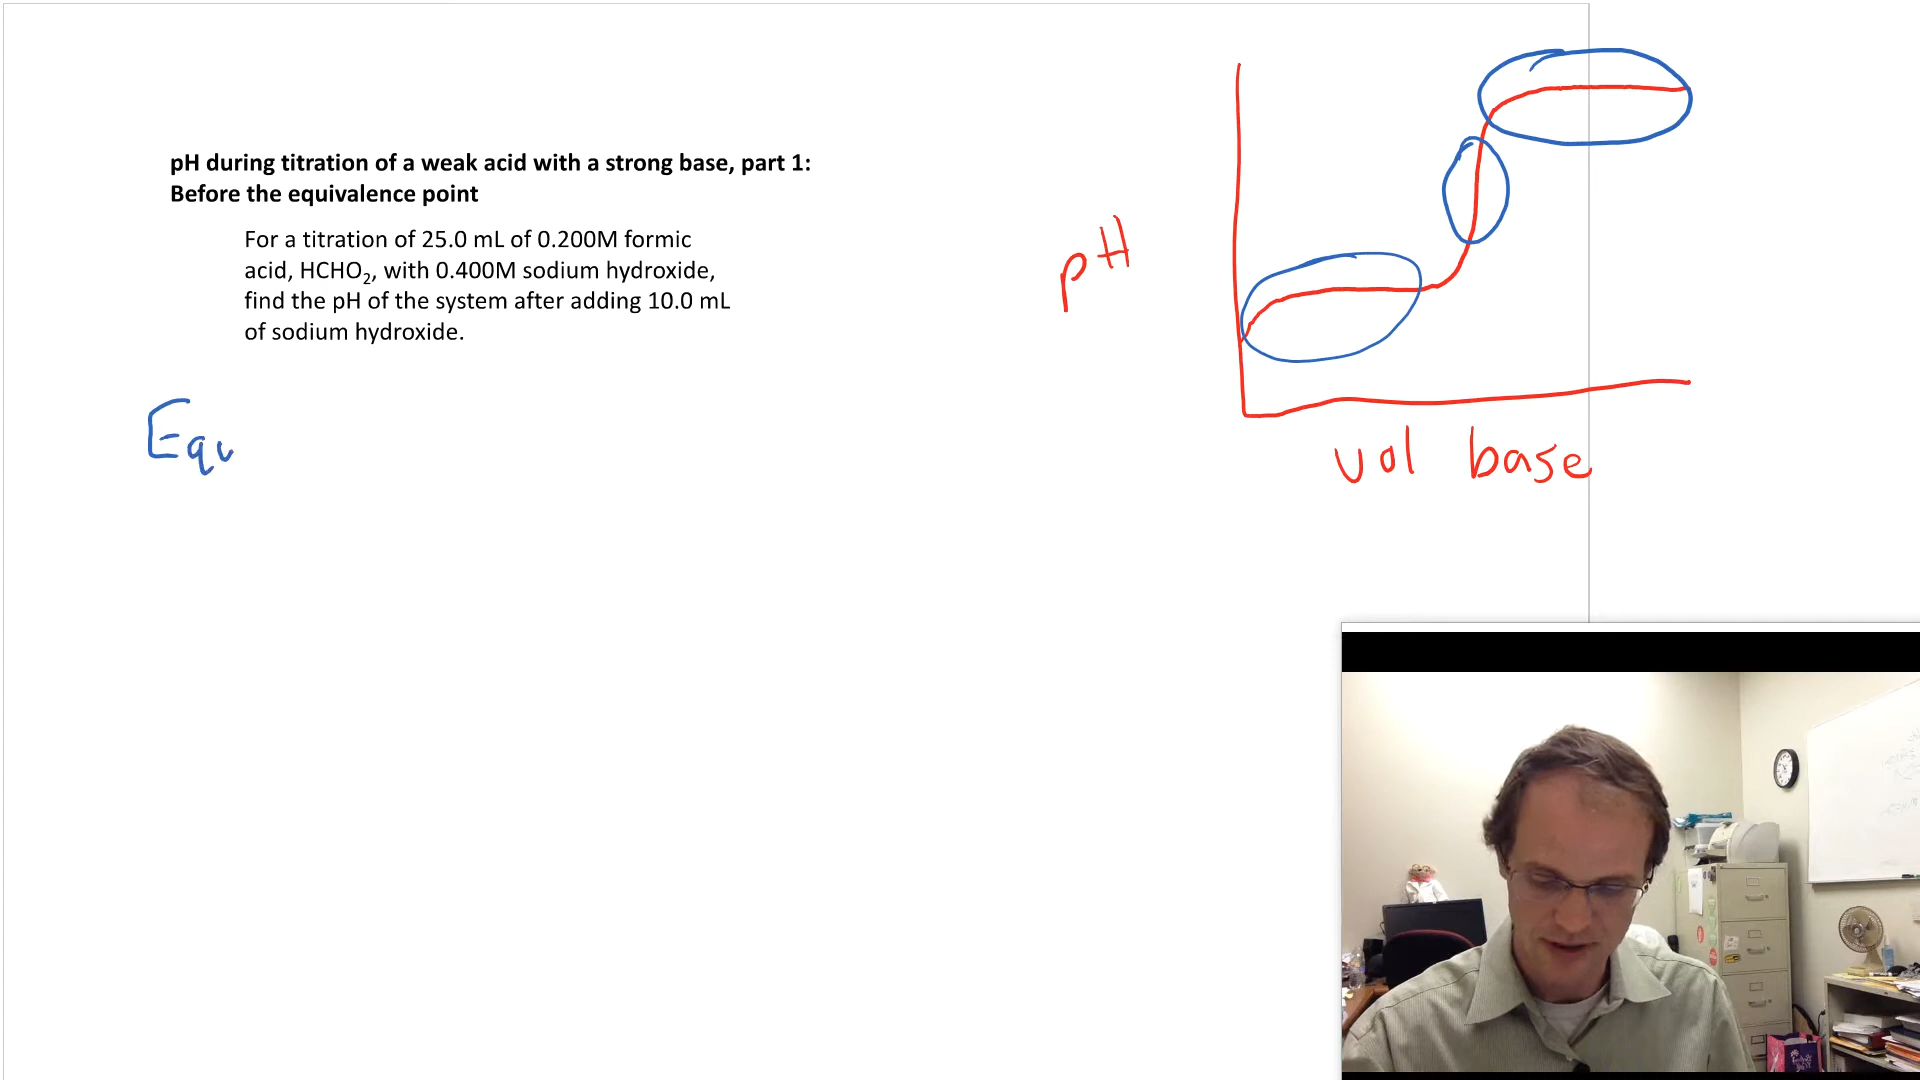 pH during titration of a weak acid with a strong base, part 1:
Before the equivalence point
For a titration of 25.0 mL of 0.200M formic
acid, HCHO₂, with 0.400M sodium hydroxide,
find the pH of the system after adding 10.0 mL
of sodium hydroxide.
Equ
pH
vol base